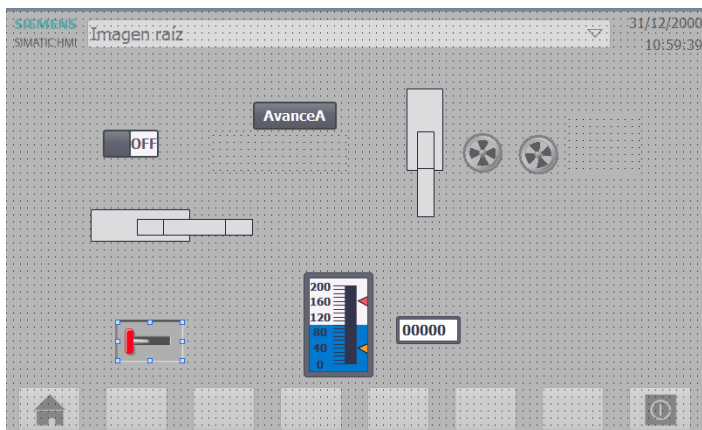 SIEMENS
SIMATIC HMI
Imagen raíz
31/12/2000
10:59:39
AvanceA
OFF
200
160
120
80
40
0
00000